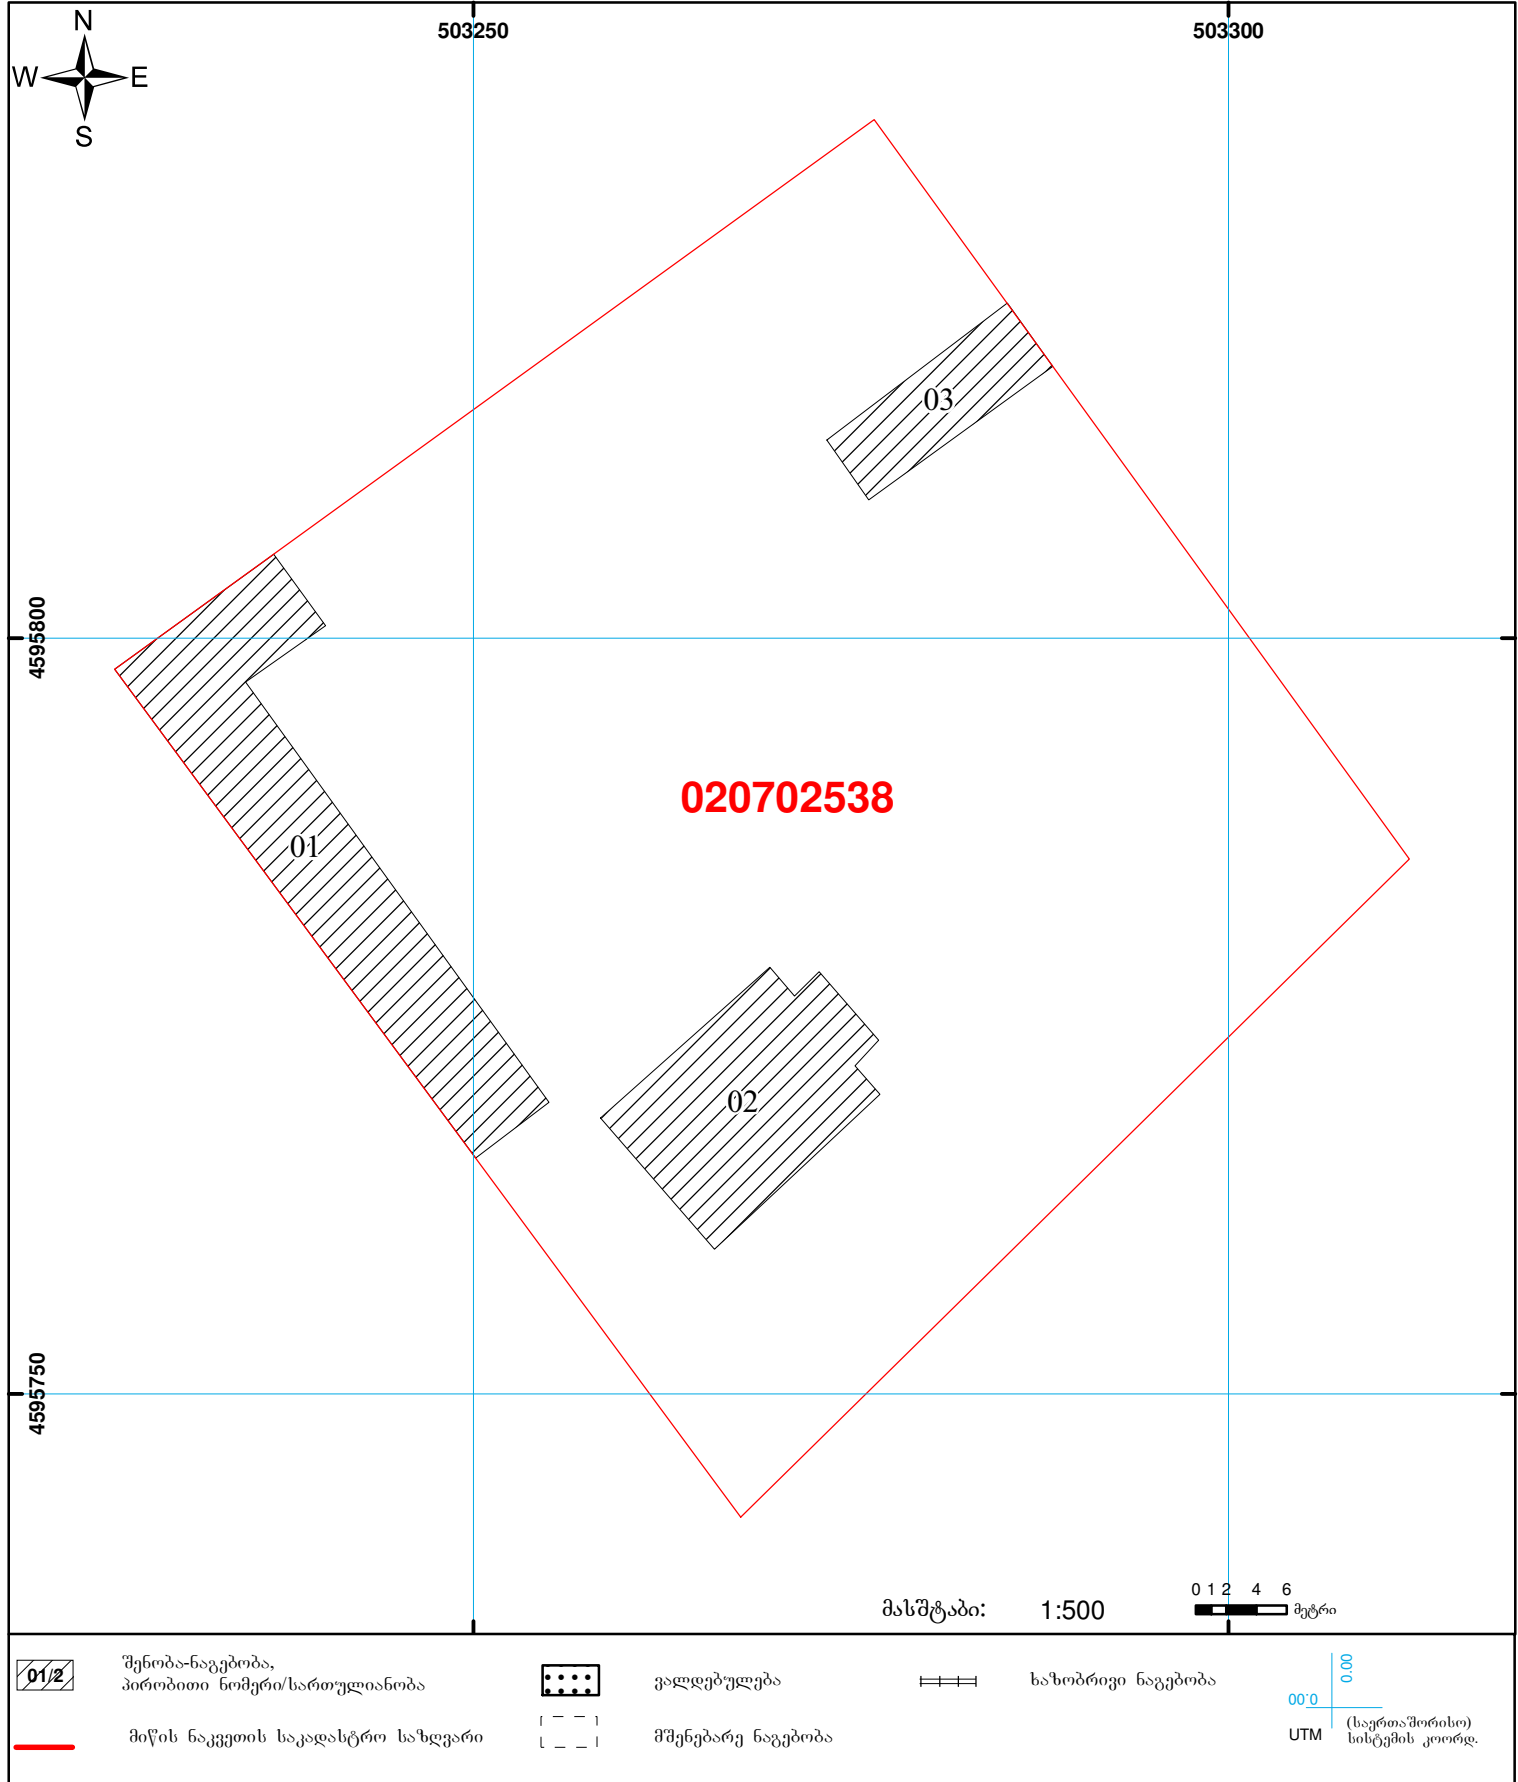 N
W E
S
503250
503300
4595800
4595750
03
01
020702538
02
მასშტაბი: 1:500
0 1 2 4 6
მეტრი
01/2
შენობა-ნაგებობა,
პირობითი ნომერი/სართულიანობა
ვალდებულება
ხაზობრივი ნაგებობა
მიწის ნაკვეთის საკადასტრო საზღვარი
მშენებარე ნაგებობა
0.00
0.00
UTM
(საერთაშორისო)
სისტემის კოორდ.